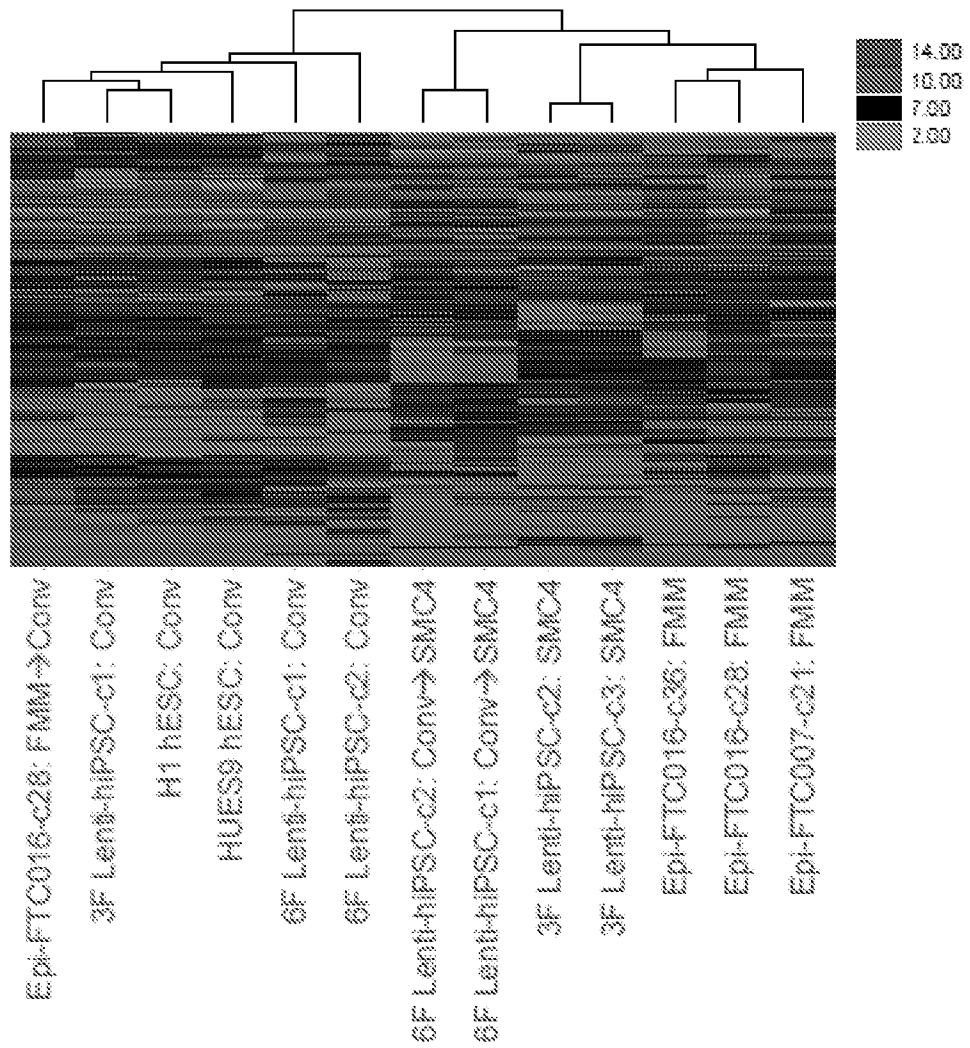 14.00
10.00
7.00
2.00
Epi-FTC016-c28: FMM→Conv
3F Lenti-hiPSC-c1: Conv
H1 hESC: Conv
HUES9 hESC: Conv
6F Lenti-hiPSC-c1: Conv
6F Lenti-hiPSC-c2: Conv
6F Lenti-hiPSC-c2: Conv→SMC4
6F Lenti-hiPSC-c1: Conv→SMC4
3F Lenti-hiPSC-c2: SMC4
3F Lenti-hiPSC-c3: SMC4
Epi-FTC016-c36: FMM
Epi-FTC016-c28: FMM
Epi-FTC007-c21: FMM